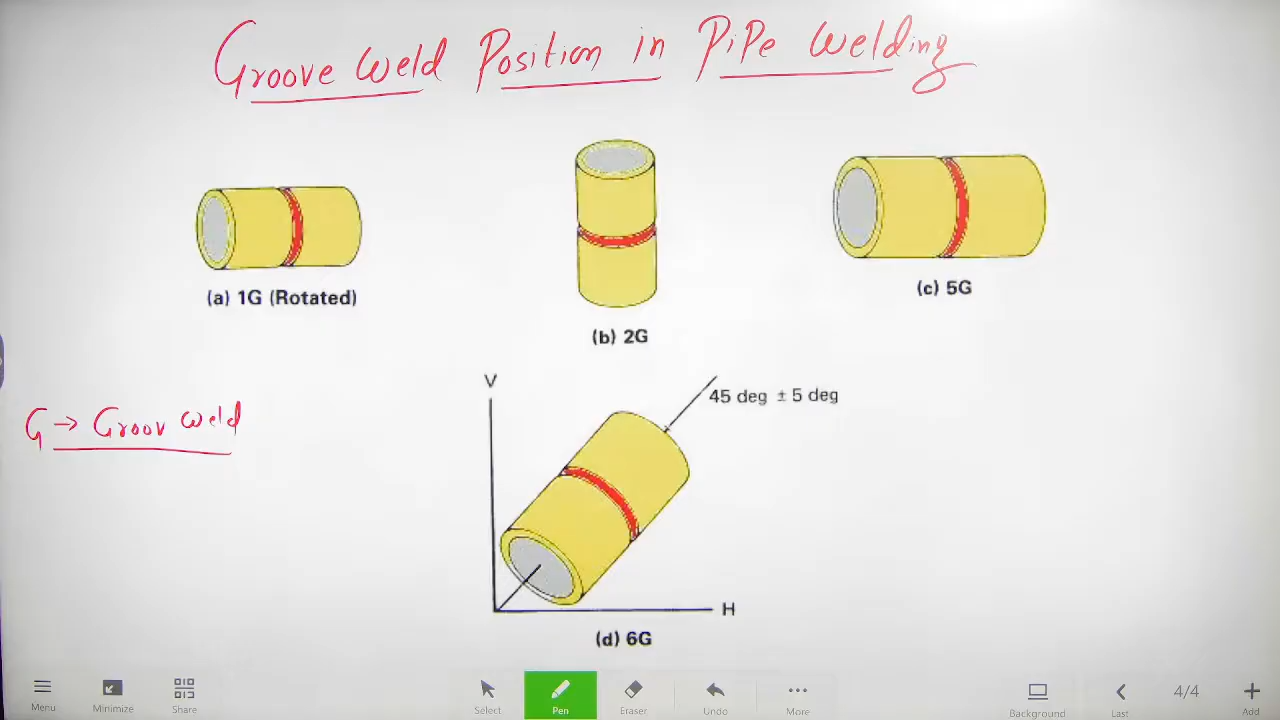 Groove Weld Position in PiPe Welding
(a) 1G (Rotated)
(b) 2G
(c) 5G
V
45 deg ± 5 deg
G → Groov Weld
H
(d) 6G
Menu
Minimize
Share
Select
Pen
Eraser
Undo
More
Background
Last
4/4
Add